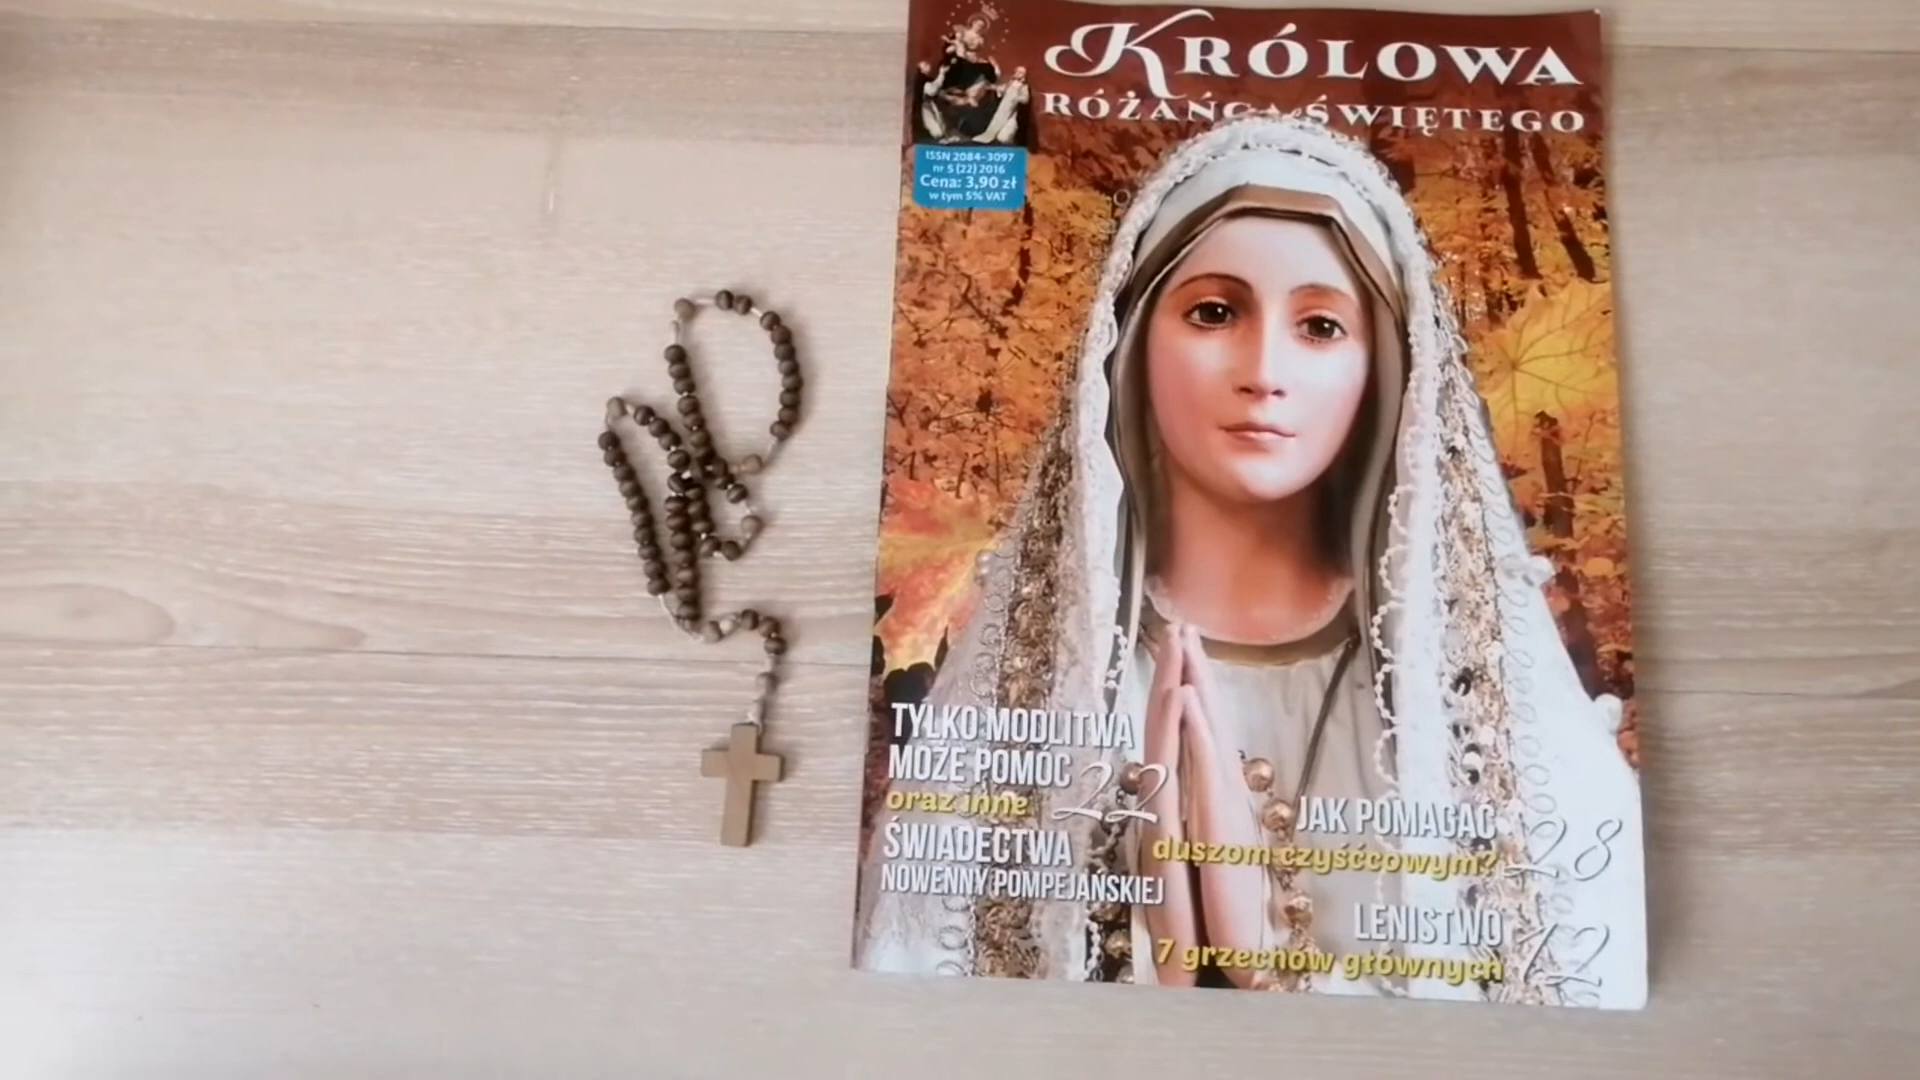 KRÓLOWA
RÓŻAŃCA ŚWIĘTEGO
ISSN 2084-3097
nr 5 (22) 2016
Cena: 3,90 zł
w tym 5% VAT
TYLKO MODLITWA
MOŻE POMÓC 22
oraz inne
ŚWIADECTWA
NOWENNY POMPEJAŃSKIEJ
JAK POMAGAĆ
duszom czyśćcowym? 28
LENISTWO
7 grzechów głównych 12